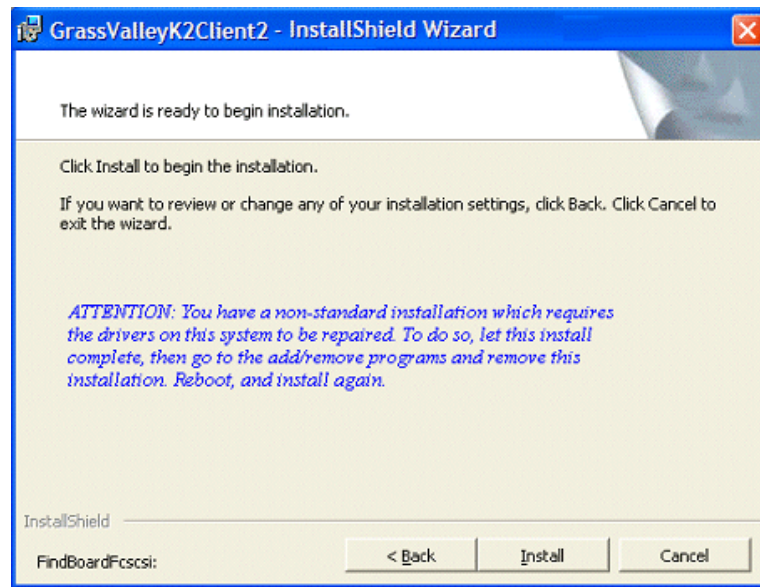 GrassValleyK2Client2 - InstallShield Wizard
The wizard is ready to begin installation.
Click Install to begin the installation.
If you want to review or change any of your installation settings, click Back. Click Cancel to
exit the wizard.
ATTENTION: You have a non-standard installation which requires
the drivers on this system to be repaired. To do so, let this install
complete, then go to the add/remove programs and remove this
installation. Reboot, and install again.
InstallShield
FindBoardFcscsi:
< Back
Install
Cancel